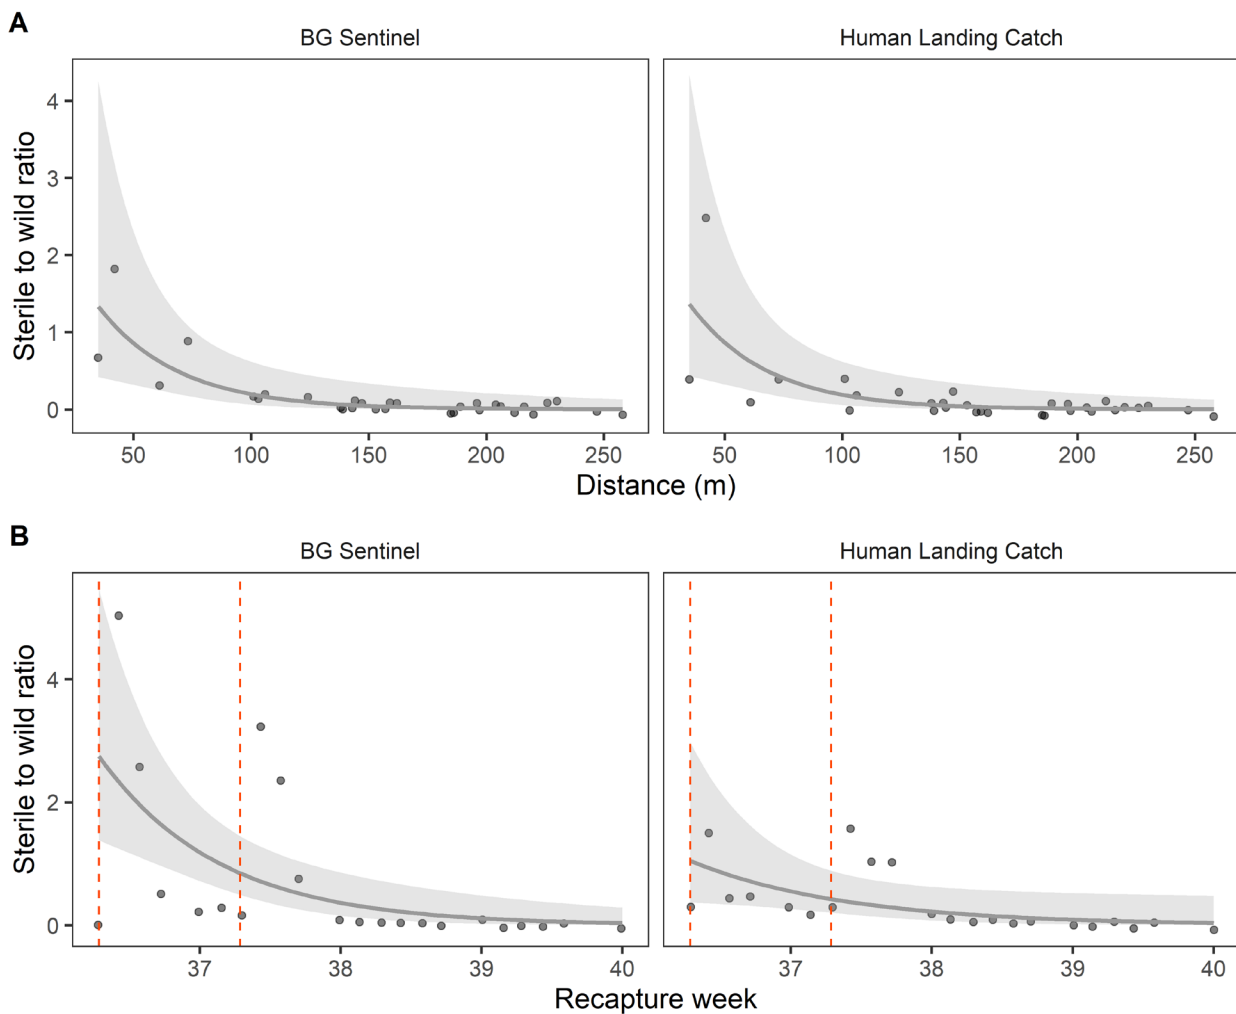 A
BG Sentinel
Human Landing Catch
Sterile to wild ratio
4
3
2
1
0
50 100 150 200 250
50 100 150 200 250
Distance (m)
B
BG Sentinel
Human Landing Catch
Sterile to wild ratio
4
2
0
37 38 39 40
37 38 39 40
Recapture week